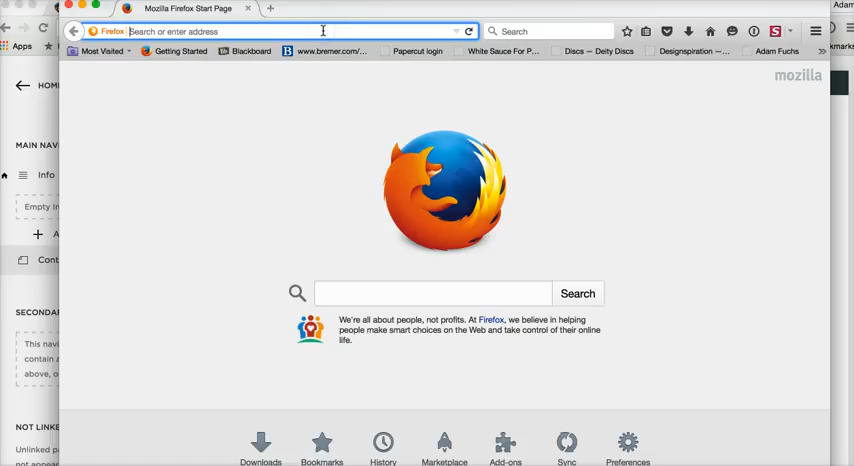 Mozilla Firefox Start Page
Adam
Firefox Search or enter address
Search
Apps
Most Visited Getting Started Blackboard B www.bremer.com/... Papercut login White Sauce For P... Discs — Deity Discs Designspiration —... Adam Fuchs »
mozilla
HOM
MAIN NAVI
Info
Empty In
A
Cont
SECONDAR
This navi
contain a
above, o
NOT LINKE
Unlinked pa
not appear
Search
We're all about people, not profits. At Firefox, we believe in helping
people make smart choices on the Web and take control of their online
life.
Downloads Bookmarks History Marketplace Add-ons Sync Preferences